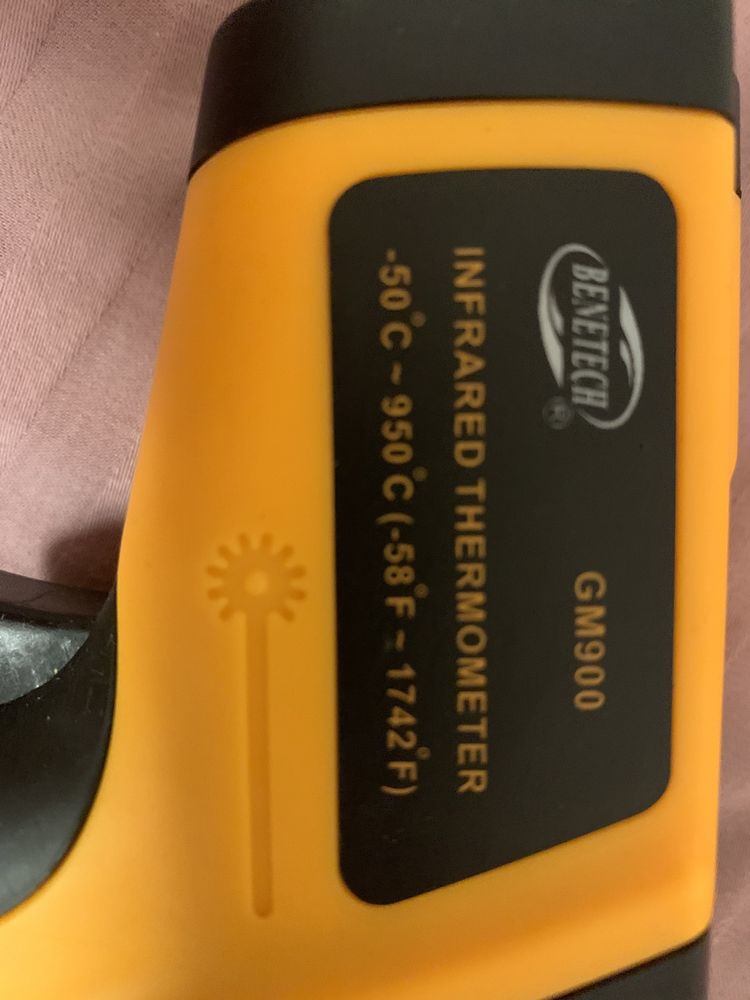 BENETECH® GM900
INFRARED THERMOMETER
-50°C ~ 950°C (-58°F ~ 1742°F)